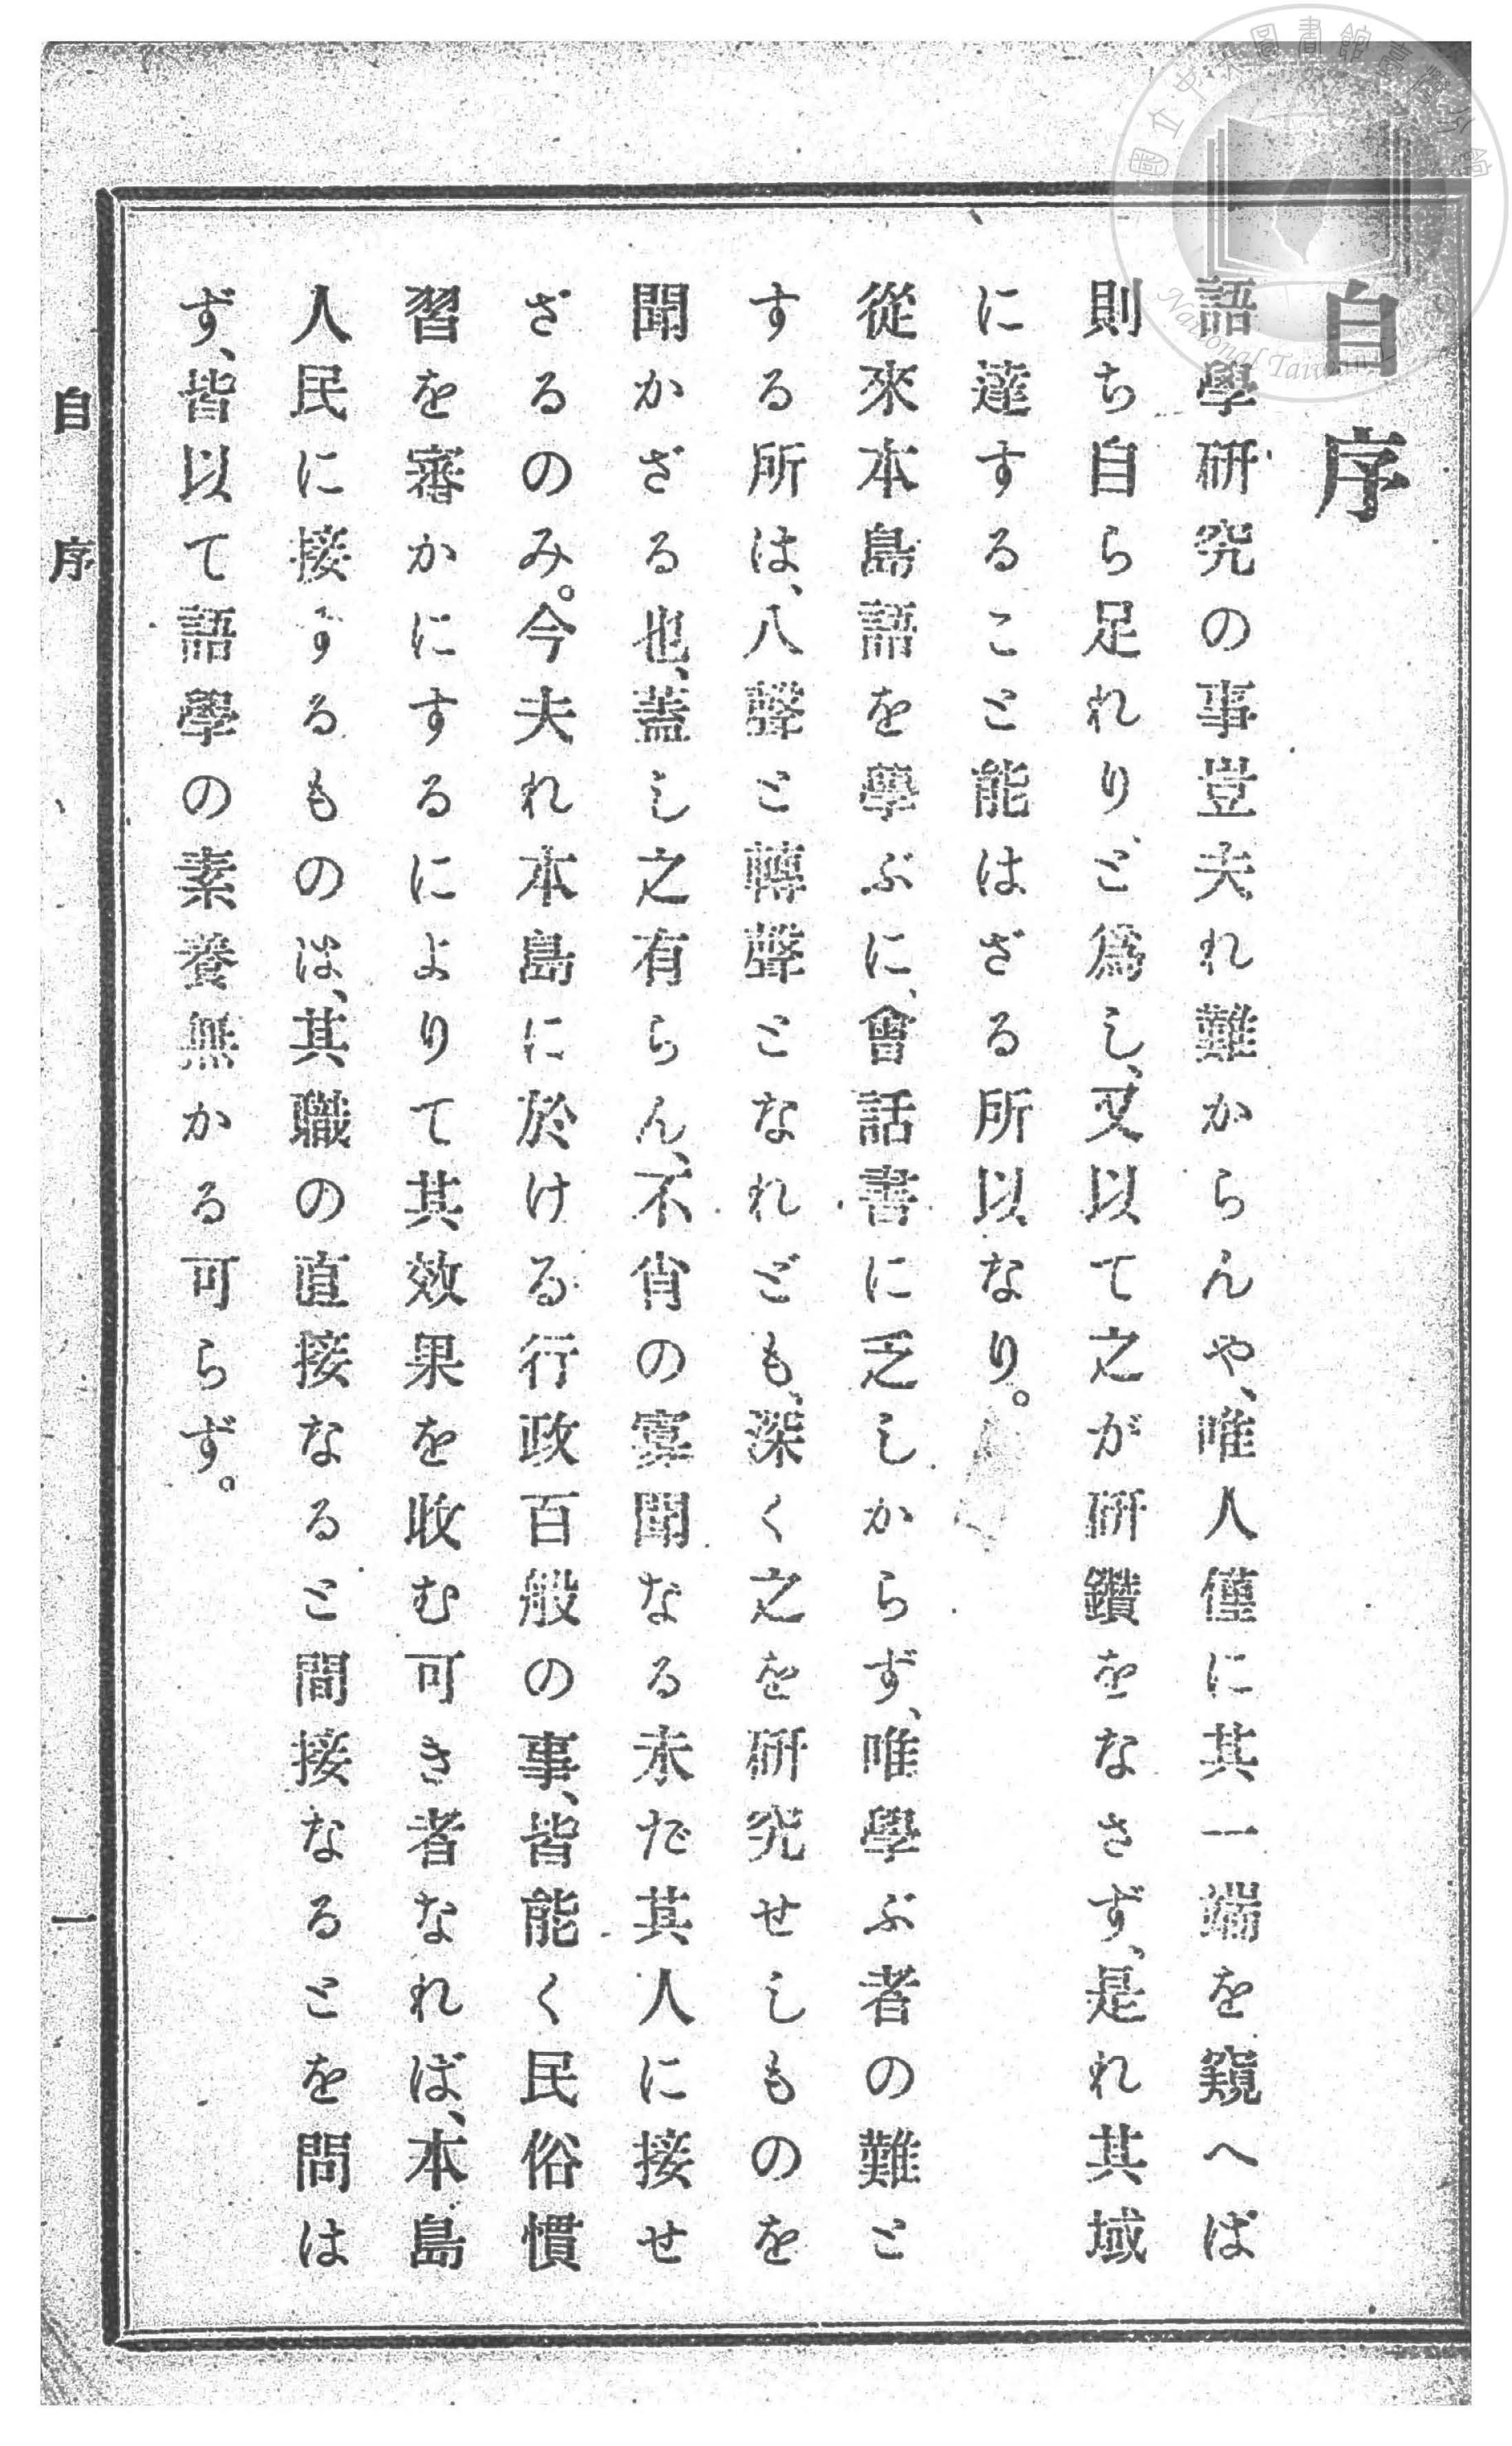 自序
語學研究の事豈夫れ難からんや、唯人僅に其一端を窺へば
則ち自ら足れり、と爲し、又以て之が研鑽をなさず、是れ其域
に達すること能はざる所以なり。
從來本島語を學ぶに、會話書に乏しからず、唯學ぶ者の難と
する所は、八聲と轉聲となれども、深く之を研究せしものを
聞かざる也、蓋し之有らん、不肖の寡聞なる未だ其人に接せ
ざるのみ。今夫れ本島に於ける行政百般の事、皆能く民俗慣
習を審かにするによりて其效果を收む可き者なれば、本島
人民に接するものは、其職の直接なると間接なるとを問は
ず、皆以て語學の素養無かる可らず。
自序
一
國立中
圖書館
National Taiwan